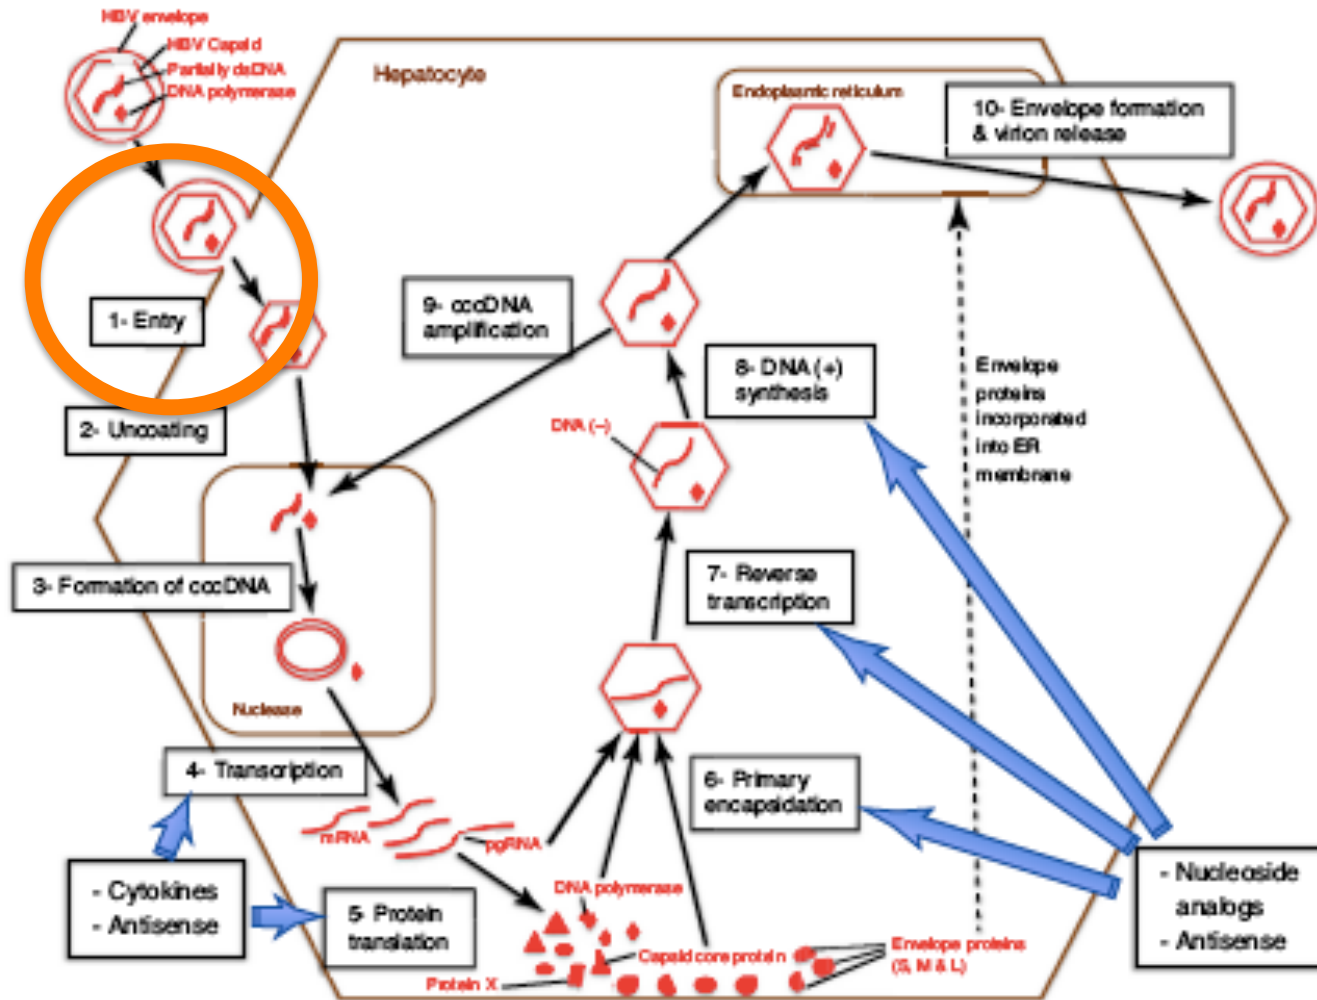 HBV envelope
HBV Capsid
Partially dsDNA
DNA polymerase
Hepatocyte
Endoplasmic reticulum
10- Envelope formation
& virion release
1- Entry
9- cccDNA
amplification
8- DNA (+)
synthesis
Envelope
proteins
incorporated
into ER
membrane
2- Uncoating
DNA (–)
3- Formation of cccDNA
7- Reverse
transcription
Nuclease
4- Transcription
6- Primary
encapsidation
mRNA
pgRNA
- Cytokines
- Antisense
5- Protein
translation
DNA polymerase
Capsid core protein
Protein X
Envelope proteins
(S, M & L)
- Nucleoside
analogs
- Antisense